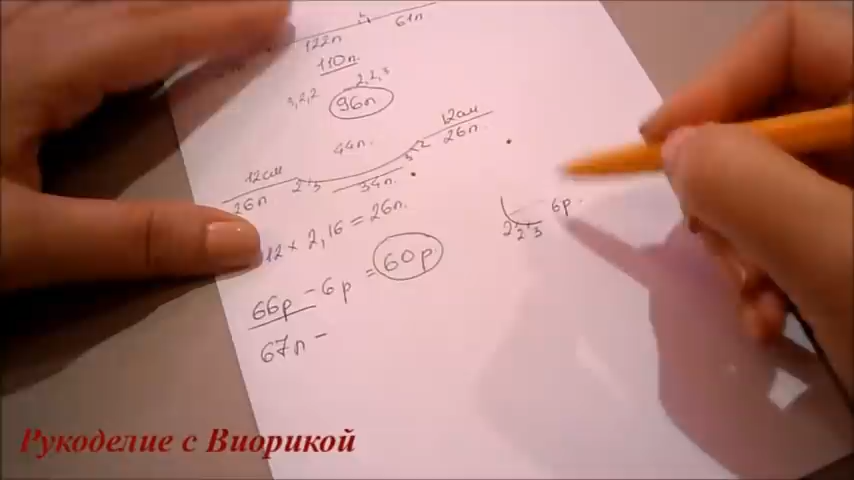 122п 61п
110п.
3,2,2 96п 2,2,3
44п.
12см 26п 2 3 34п. 3 2 12см 26п.
12 × 2,16 = 26п.
2 2 3 6р.
66р - 6р = 60р
67п -
Рукоделие с Виорикой